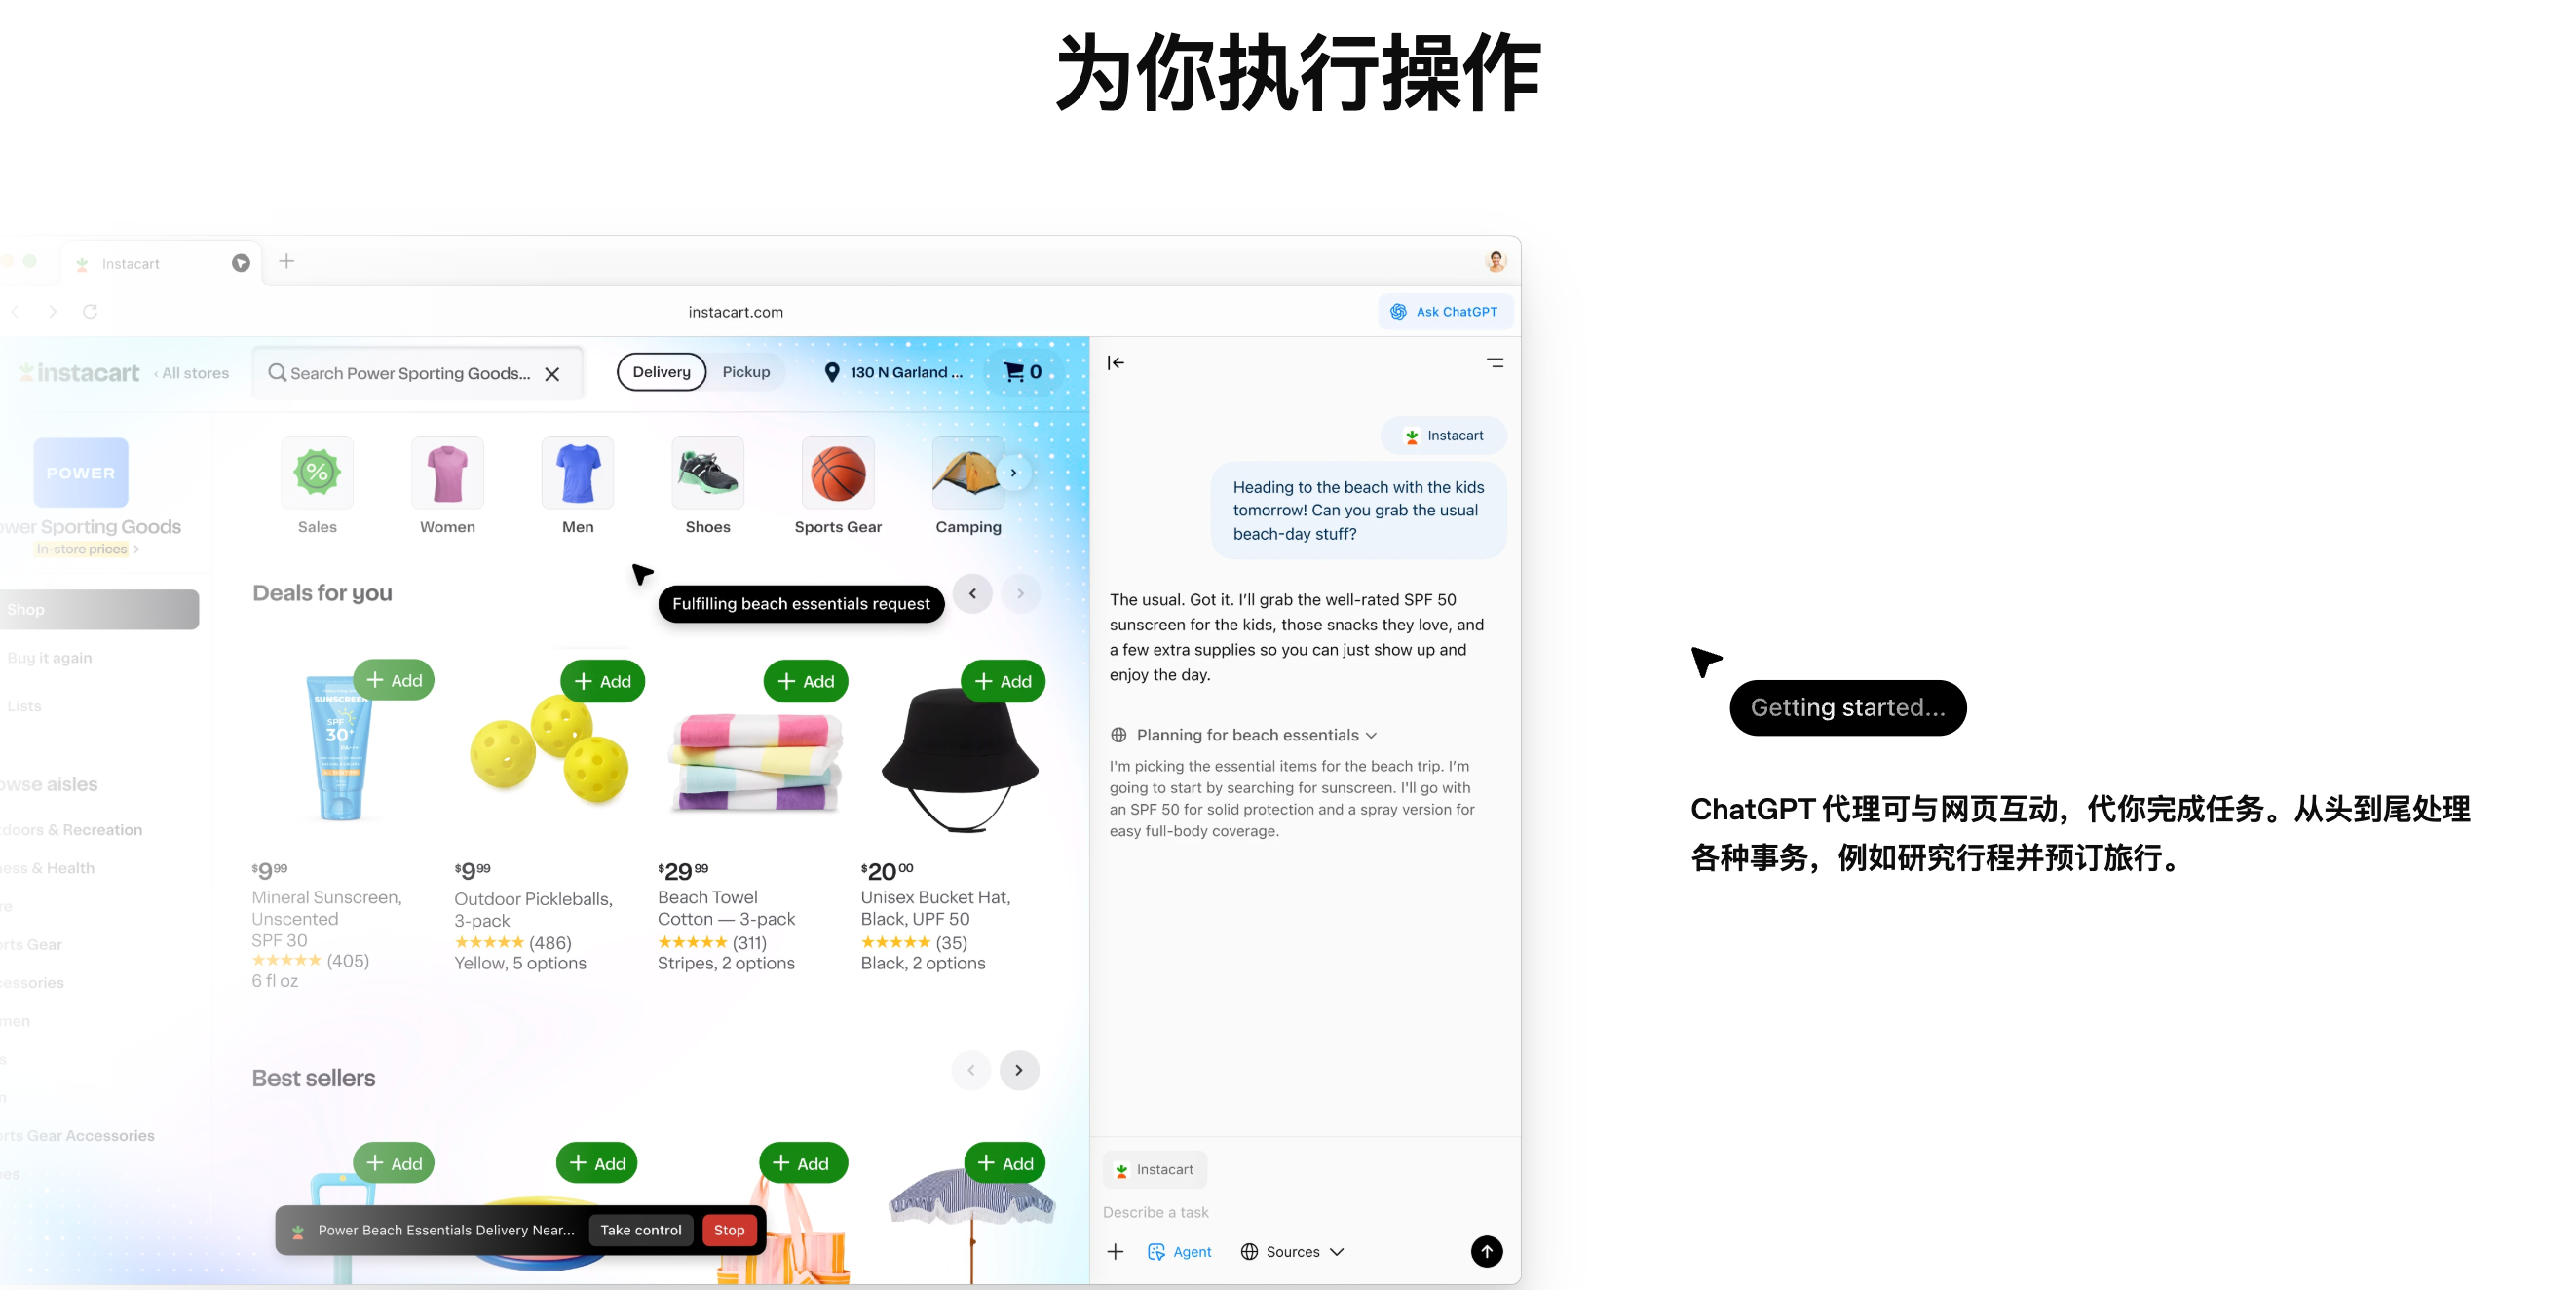 为你执行操作
Instacart
instacart.com
Ask ChatGPT
instacart
All stores
Search Power Sporting Goods...
Delivery
Pickup
130 N Garland ...
0
POWER
ower Sporting Goods
In-store prices
Shop
Buy it again
Lists
owse aisles
tdoors & Recreation
ness & Health
re
orts Gear
cessories
men
s
n
orts Gear Accessories
es
Sales
Women
Men
Shoes
Sports Gear
Camping
Deals for you
Fulfilling beach essentials request
Add
Add
Add
Add
SUNSCREEN
SPF
30+
PA+++
$9.99
Mineral Sunscreen,
Unscented
SPF 30
★★★★★ (405)
6 fl oz
$9.99
Outdoor Pickleballs,
3-pack
★★★★★ (486)
Yellow, 5 options
$29.99
Beach Towel
Cotton — 3-pack
★★★★★ (311)
Stripes, 2 options
$20.00
Unisex Bucket Hat,
Black, UPF 50
★★★★★ (35)
Black, 2 options
Best sellers
Add
Add
Add
Add
Power Beach Essentials Delivery Near...
Take control
Stop
Instacart
Heading to the beach with the kids
tomorrow! Can you grab the usual
beach-day stuff?
The usual. Got it. I’ll grab the well-rated SPF 50
sunscreen for the kids, those snacks they love, and
a few extra supplies so you can just show up and
enjoy the day.
Planning for beach essentials
I'm picking the essential items for the beach trip. I’m
going to start by searching for sunscreen. I'll go with
an SPF 50 for solid protection and a spray version for
easy full-body coverage.
Instacart
Describe a task
Agent
Sources
Getting started...
ChatGPT 代理可与网页互动，代你完成任务。从头到尾处理
各种事务，例如研究行程并预订旅行。